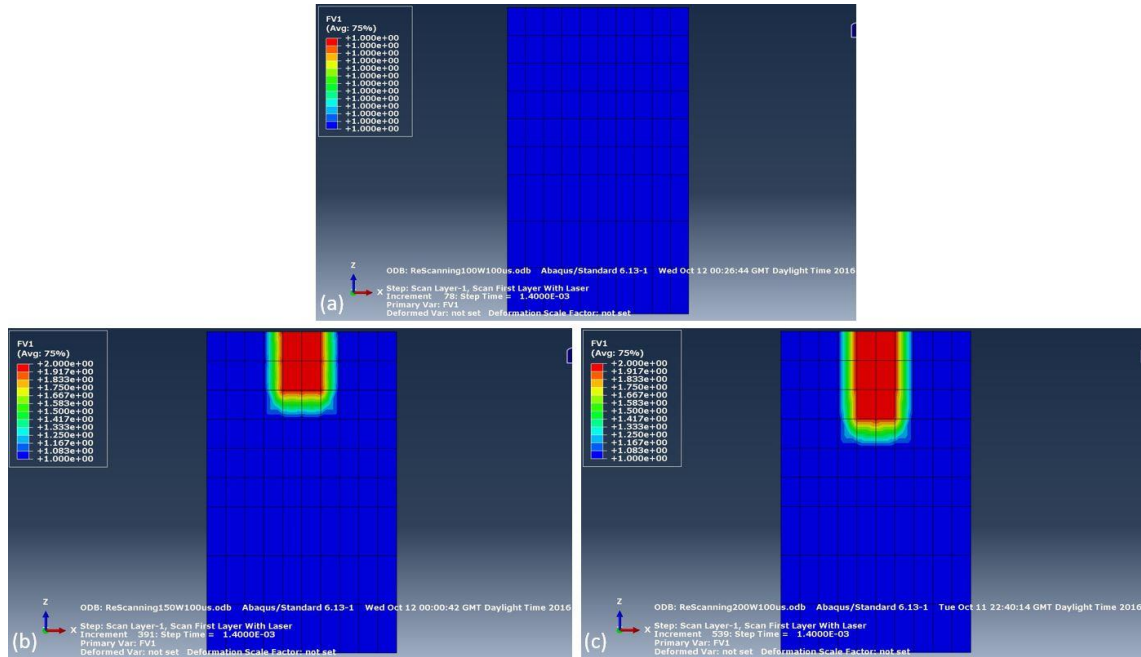 FV1
(Avg: 75%)
+1.000e+00
+1.000e+00
+1.000e+00
+1.000e+00
+1.000e+00
+1.000e+00
+1.000e+00
+1.000e+00
+1.000e+00
+1.000e+00
+1.000e+00
+1.000e+00
+1.000e+00
Z
X
ODB: ReScanning100W100us.odb Abaqus/Standard 6.13-1 Wed Oct 12 00:26:44 GMT Daylight Time 2016
Step: Scan Layer-1, Scan First Layer With Laser
Increment 78: Step Time = 1.4000E-03
Primary Var: FV1
Deformed Var: not set Deformation Scale Factor: not set
(a)
FV1
(Avg: 75%)
+2.000e+00
+1.917e+00
+1.833e+00
+1.750e+00
+1.667e+00
+1.583e+00
+1.500e+00
+1.417e+00
+1.333e+00
+1.250e+00
+1.167e+00
+1.083e+00
+1.000e+00
Z
X
ODB: ReScanning150W100us.odb Abaqus/Standard 6.13-1 Wed Oct 12 00:00:42 GMT Daylight Time 2016
Step: Scan Layer-1, Scan First Layer With Laser
Increment 391: Step Time = 1.4000E-03
Primary Var: FV1
Deformed Var: not set Deformation Scale Factor: not set
(b)
FV1
(Avg: 75%)
+2.000e+00
+1.917e+00
+1.833e+00
+1.750e+00
+1.667e+00
+1.583e+00
+1.500e+00
+1.417e+00
+1.333e+00
+1.250e+00
+1.167e+00
+1.083e+00
+1.000e+00
Z
X
ODB: ReScanning200W100us.odb Abaqus/Standard 6.13-1 Tue Oct 11 22:40:14 GMT Daylight Time 2016
Step: Scan Layer-1, Scan First Layer With Laser
Increment 539: Step Time = 1.4000E-03
Primary Var: FV1
Deformed Var: not set Deformation Scale Factor: not set
(c)